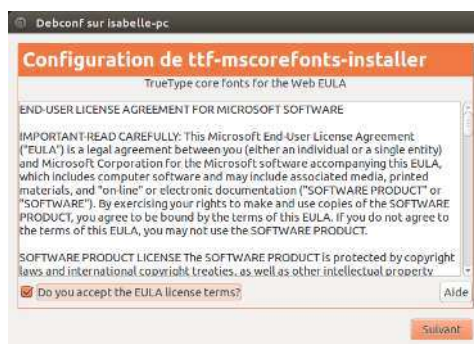 Debconf sur isabelle-pc
Configuration de ttf-mscorefonts-installer
TrueType core fonts for the Web EULA
END-USER LICENSE AGREEMENT FOR MICROSOFT SOFTWARE
IMPORTANT-READ CAREFULLY: This Microsoft End-User License Agreement
("EULA") is a legal agreement between you (either an individual or a single entity)
and Microsoft Corporation for the Microsoft software accompanying this EULA,
which includes computer software and may include associated media, printed
materials, and "on-line" or electronic documentation ("SOFTWARE PRODUCT" or
"SOFTWARE"). By exercising your rights to make and use copies of the SOFTWARE
PRODUCT, you agree to be bound by the terms of this EULA. If you do not agree to
the terms of this EULA, you may not use the SOFTWARE PRODUCT.
SOFTWARE PRODUCT LICENSE The SOFTWARE PRODUCT is protected by copyright
laws and international copyright treaties, as well as other intellectual property
Do you accept the EULA license terms?
Aide
Suivant